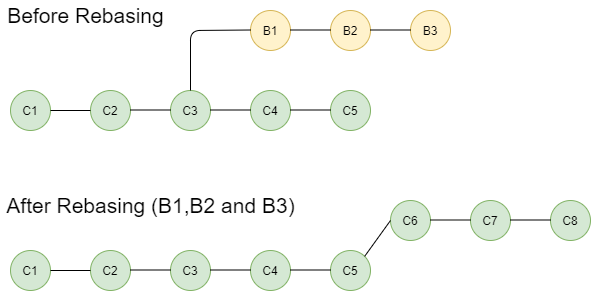 Before Rebasing
B1 B2 B3
C1 C2 C3 C4 C5
After Rebasing (B1,B2 and B3)
C6 C7 C8
C1 C2 C3 C4 C5